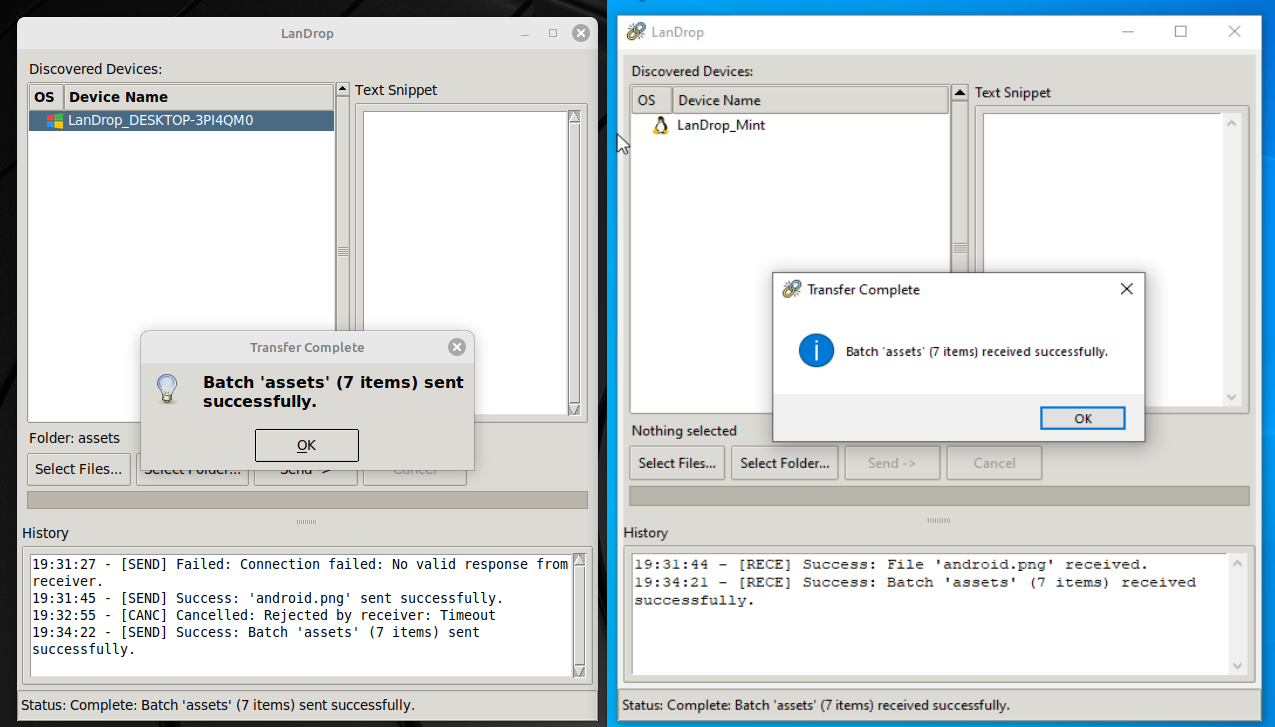 LanDrop
Discovered Devices:
OS Device Name
LanDrop_DESKTOP-3PI4QM0
Text Snippet
Transfer Complete
Batch 'assets' (7 items) sent
successfully.
OK
Folder: assets
Select Files...
Select Folder...
Send ->
Cancel
History
19:31:27 - [SEND] Failed: Connection failed: No valid response from
receiver.
19:31:45 - [SEND] Success: 'android.png' sent successfully.
19:32:55 - [CANC] Cancelled: Rejected by receiver: Timeout
19:34:22 - [SEND] Success: Batch 'assets' (7 items) sent
successfully.
Status: Complete: Batch 'assets' (7 items) sent successfully.
LanDrop
Discovered Devices:
OS Device Name
LanDrop_Mint
Text Snippet
Transfer Complete
Batch 'assets' (7 items) received successfully.
OK
Nothing selected
Select Files...
Select Folder...
Send ->
Cancel
History
19:31:44 - [RECE] Success: File 'android.png' received.
19:34:21 - [RECE] Success: Batch 'assets' (7 items) received
successfully.
Status: Complete: Batch 'assets' (7 items) received successfully.